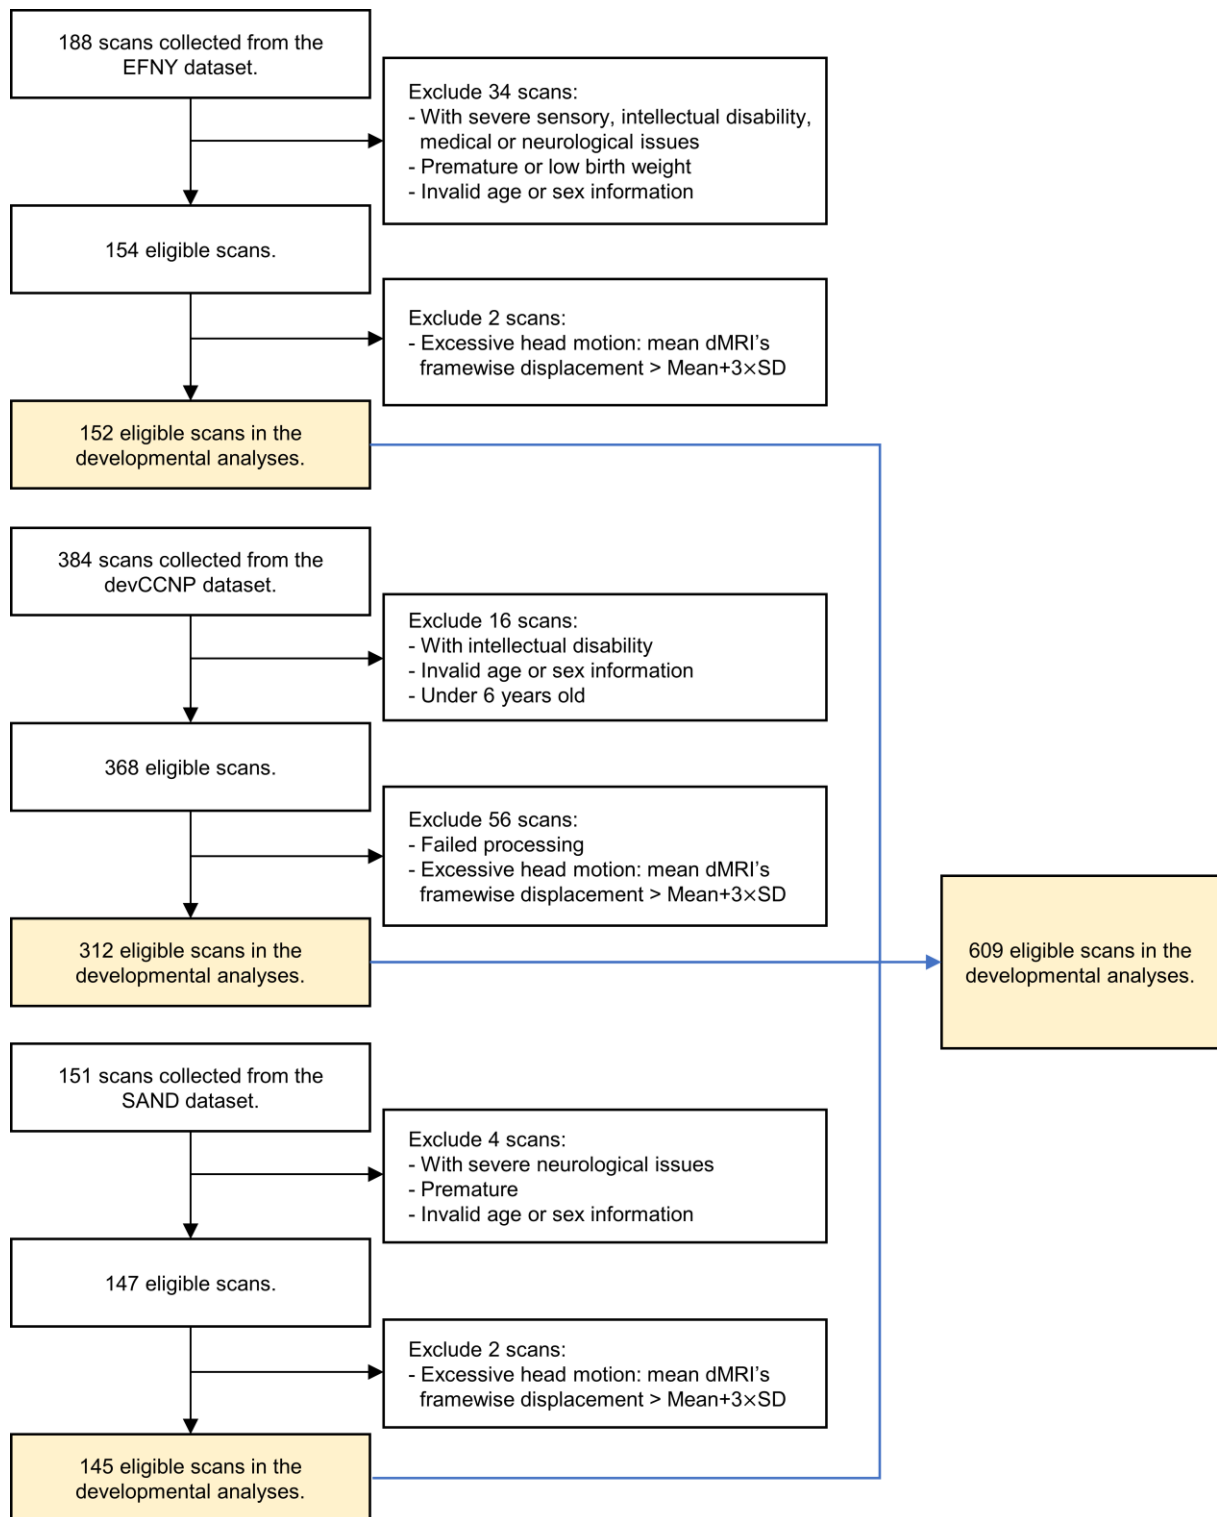 188 scans collected from the
EFNY dataset.
Exclude 34 scans:
- With severe sensory, intellectual disability,
medical or neurological issues
- Premature or low birth weight
- Invalid age or sex information
154 eligible scans.
Exclude 2 scans:
- Excessive head motion: mean dMRI's
framewise displacement > Mean+3×SD
152 eligible scans in the
developmental analyses.
384 scans collected from the
devCCNP dataset.
Exclude 16 scans:
- With intellectual disability
- Invalid age or sex information
- Under 6 years old
368 eligible scans.
Exclude 56 scans:
- Failed processing
- Excessive head motion: mean dMRI's
framewise displacement > Mean+3×SD
312 eligible scans in the
developmental analyses.
609 eligible scans in the
developmental analyses.
151 scans collected from the
SAND dataset.
Exclude 4 scans:
- With severe neurological issues
- Premature
- Invalid age or sex information
147 eligible scans.
Exclude 2 scans:
- Excessive head motion: mean dMRI's
framewise displacement > Mean+3×SD
145 eligible scans in the
developmental analyses.